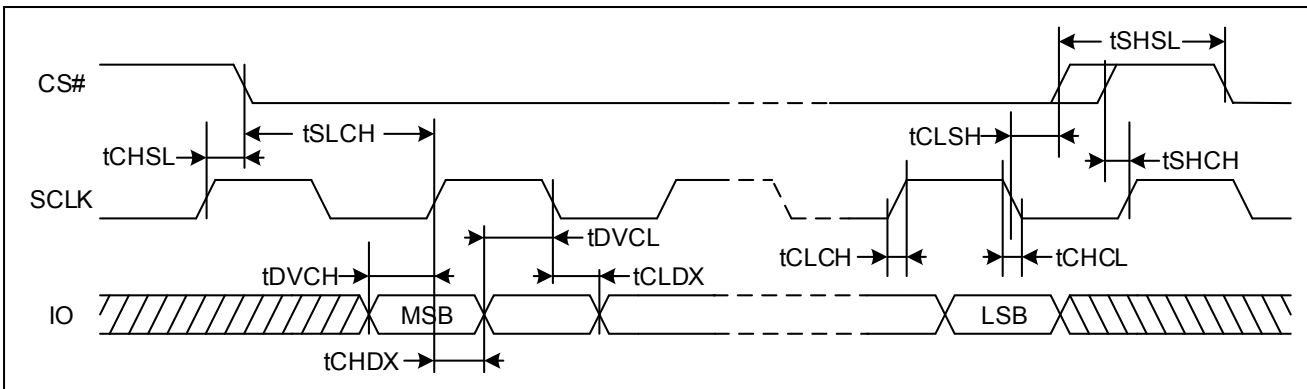 tSHSL
CS#
tSLCH
tCLSH
tCHSL
tSHCH
SCLK
tDVCL
tCLCH
tCHCL
tDVCH
tCLDX
IO
MSB
LSB
tCHDX